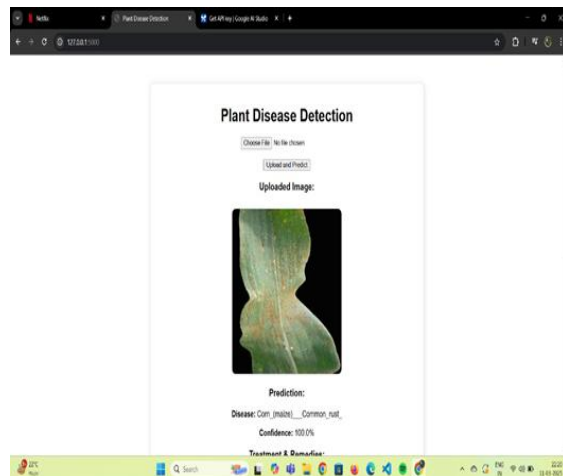 Netflix
Plant Disease Detection
Get API key | Google AI Studio
127.0.0.1:5000
Plant Disease Detection
Choose File No file chosen
Upload and Predict
Uploaded Image:
Prediction:
Disease: Corn_(maize)___Common_rust_
Confidence: 100.0%
Treatment & Remedies:
22°C
Search
ENG
IN